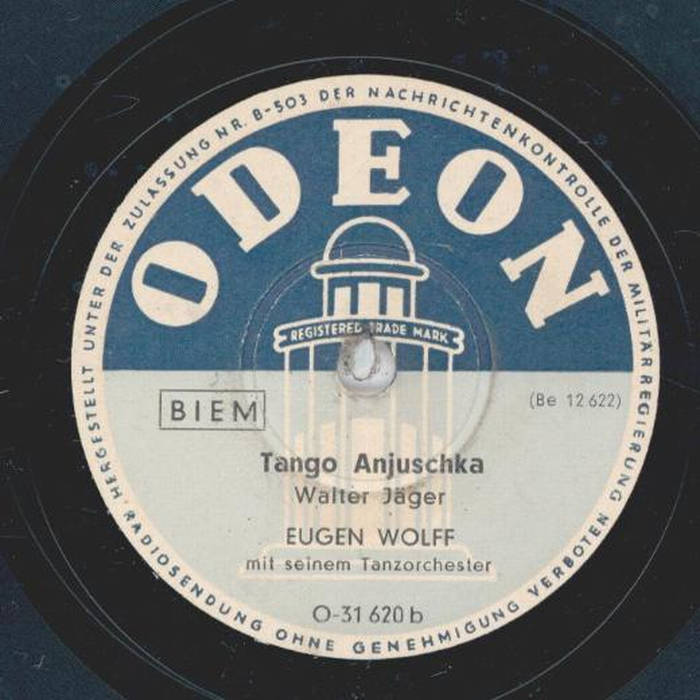 HERGESTELLT UNTER DER ZULASSUNG NR. B-503 DER NACHRICHTENKONTROLLE DER MILITÄRREGIERUNG
RADIOSENDUNG OHNE GENEHMIGUNG VERBOTEN
ODEON
REGISTERED TRADE MARK
BIEM
(Be 12 622)
Tango Anjuschka
Walter Jäger
EUGEN WOLFF
mit seinem Tanzorchester
O-31 620 b